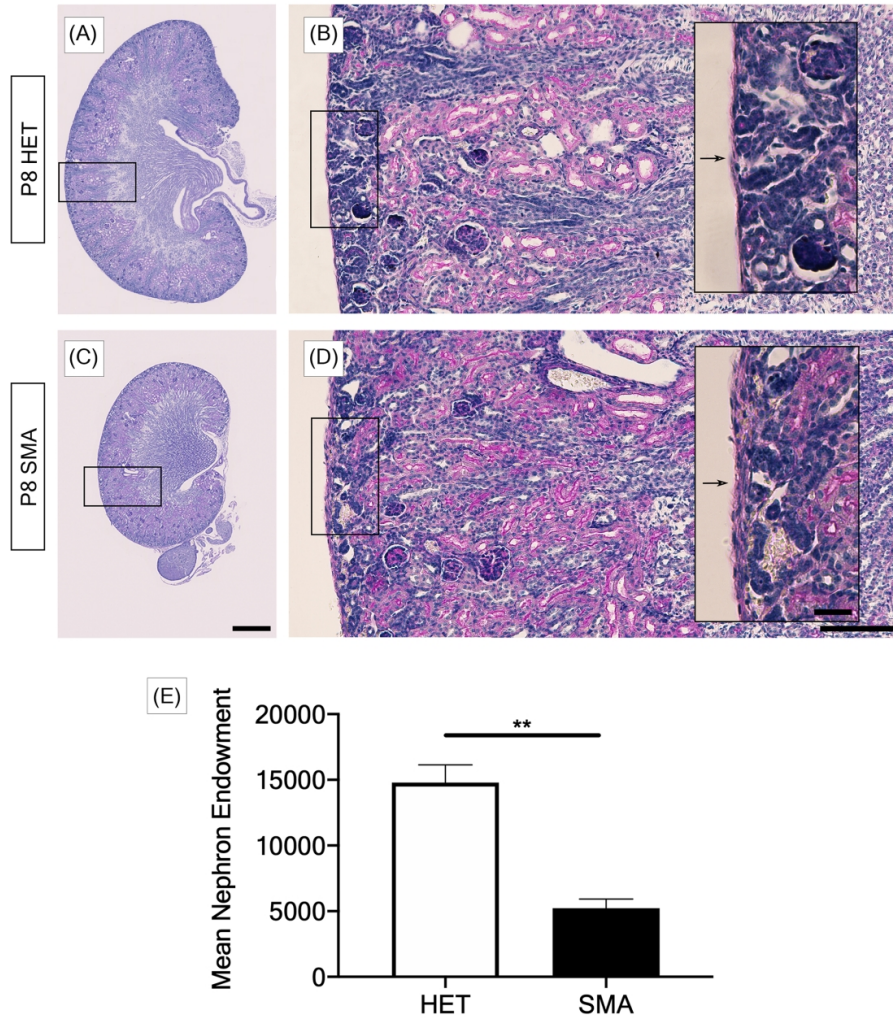 P8 HET
(A)
(B)
P8 SMA
(C)
(D)
(E)
Mean Nephron Endowment
20000
15000
10000
5000
0
**
HET
SMA